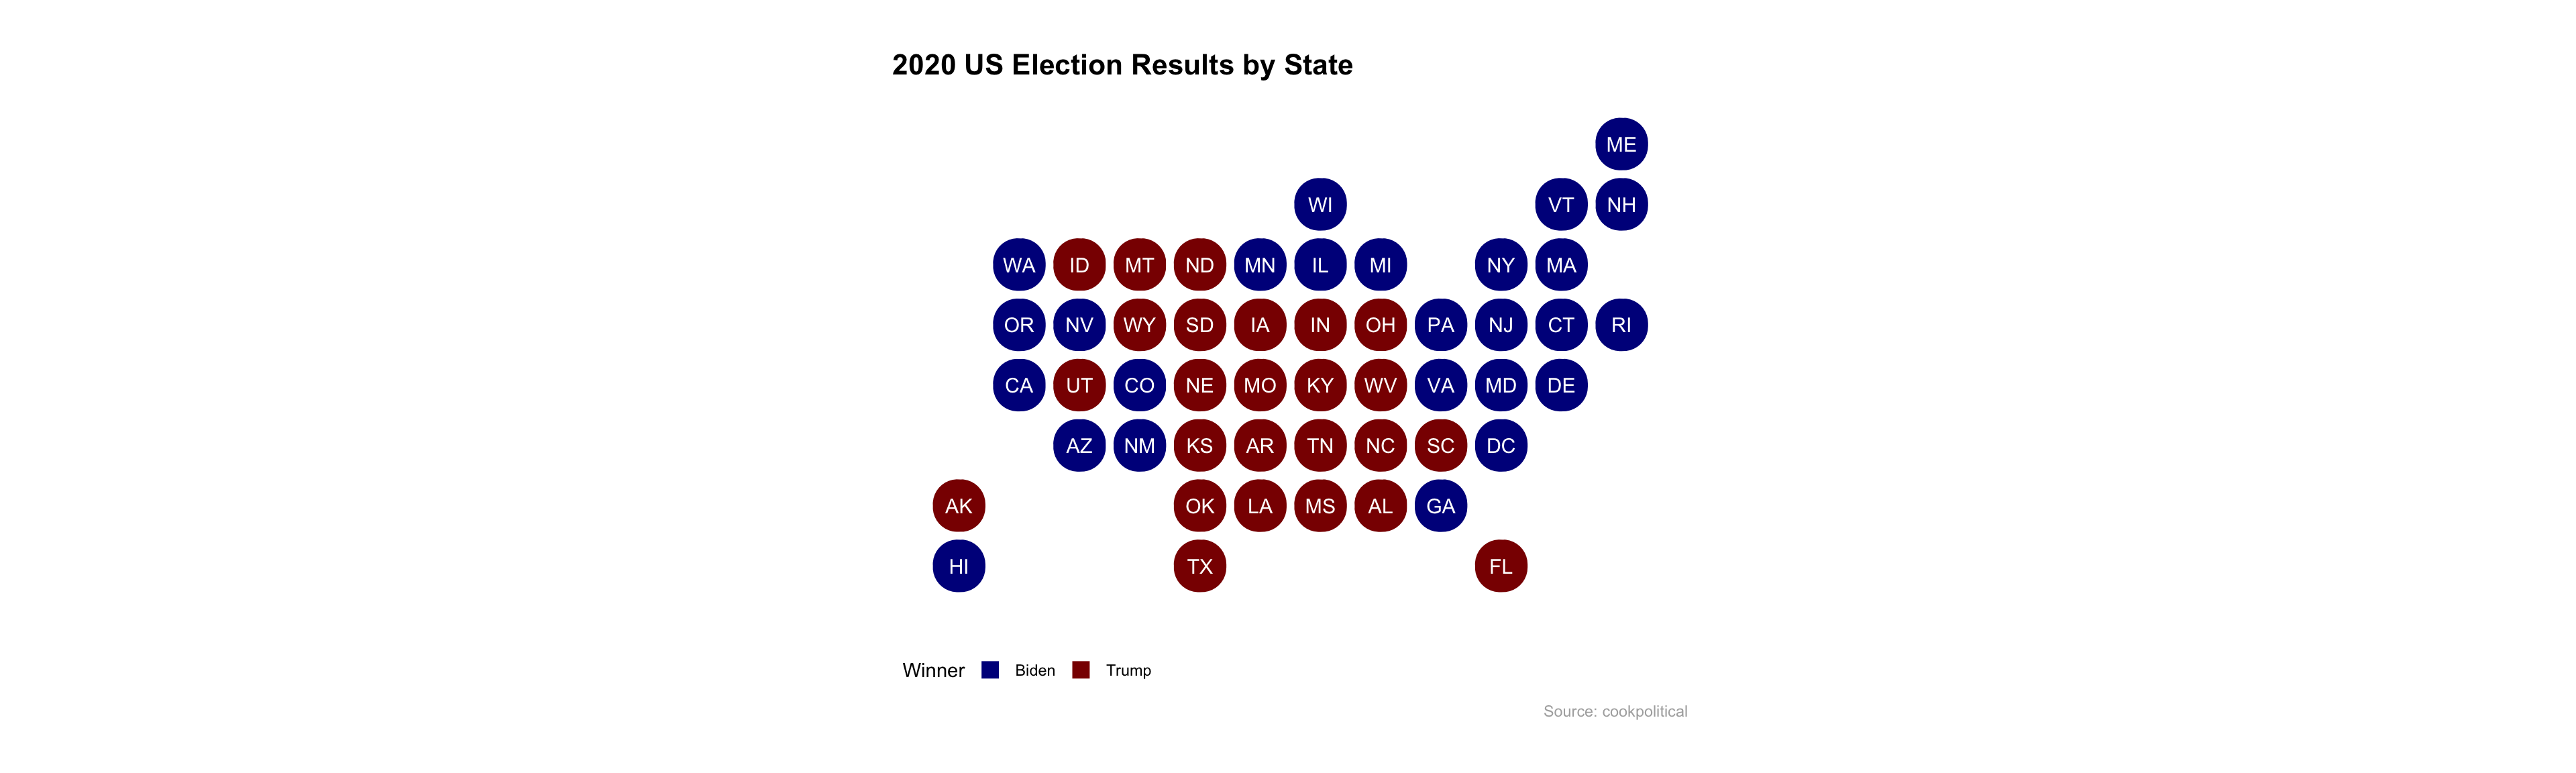 2020 US Election Results by State
ME
WI VT NH
WA ID MT ND MN IL MI NY MA
OR NV WY SD IA IN OH PA NJ CT RI
CA UT CO NE MO KY WV VA MD DE
AZ NM KS AR TN NC SC DC
AK OK LA MS AL GA
HI TX FL
Winner Biden Trump
Source: cookpolitical